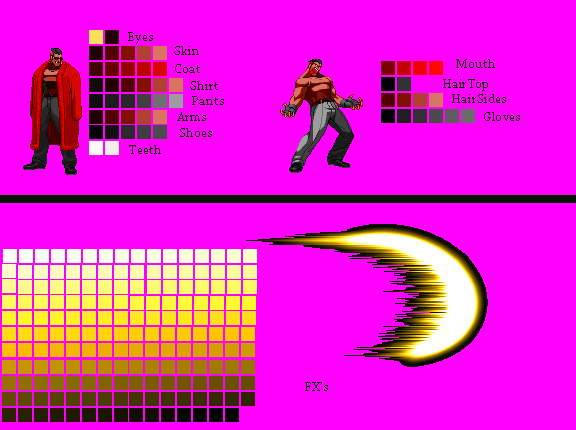 Eyes
Skin
Coat
Shirt
Pants
Arms
Shoes
Teeth
Mouth
Hair Top
HairSides
Gloves
FX's